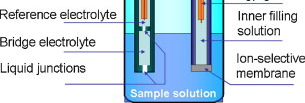 Reference electrolyte
Bridge electrolyte
Liquid junctions
Inner filling
solution
Ion-selective
membrane
Sample solution